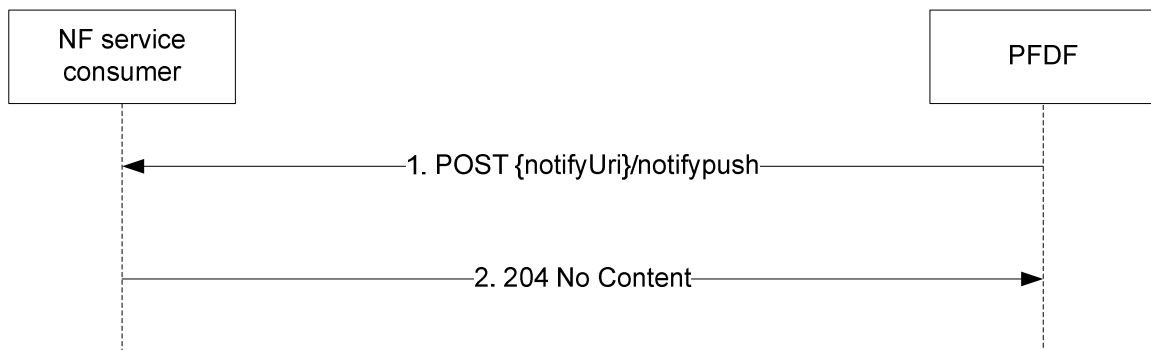 NF service
consumer
PFDF
1. POST {notifyUri}/notifypush
2. 204 No Content